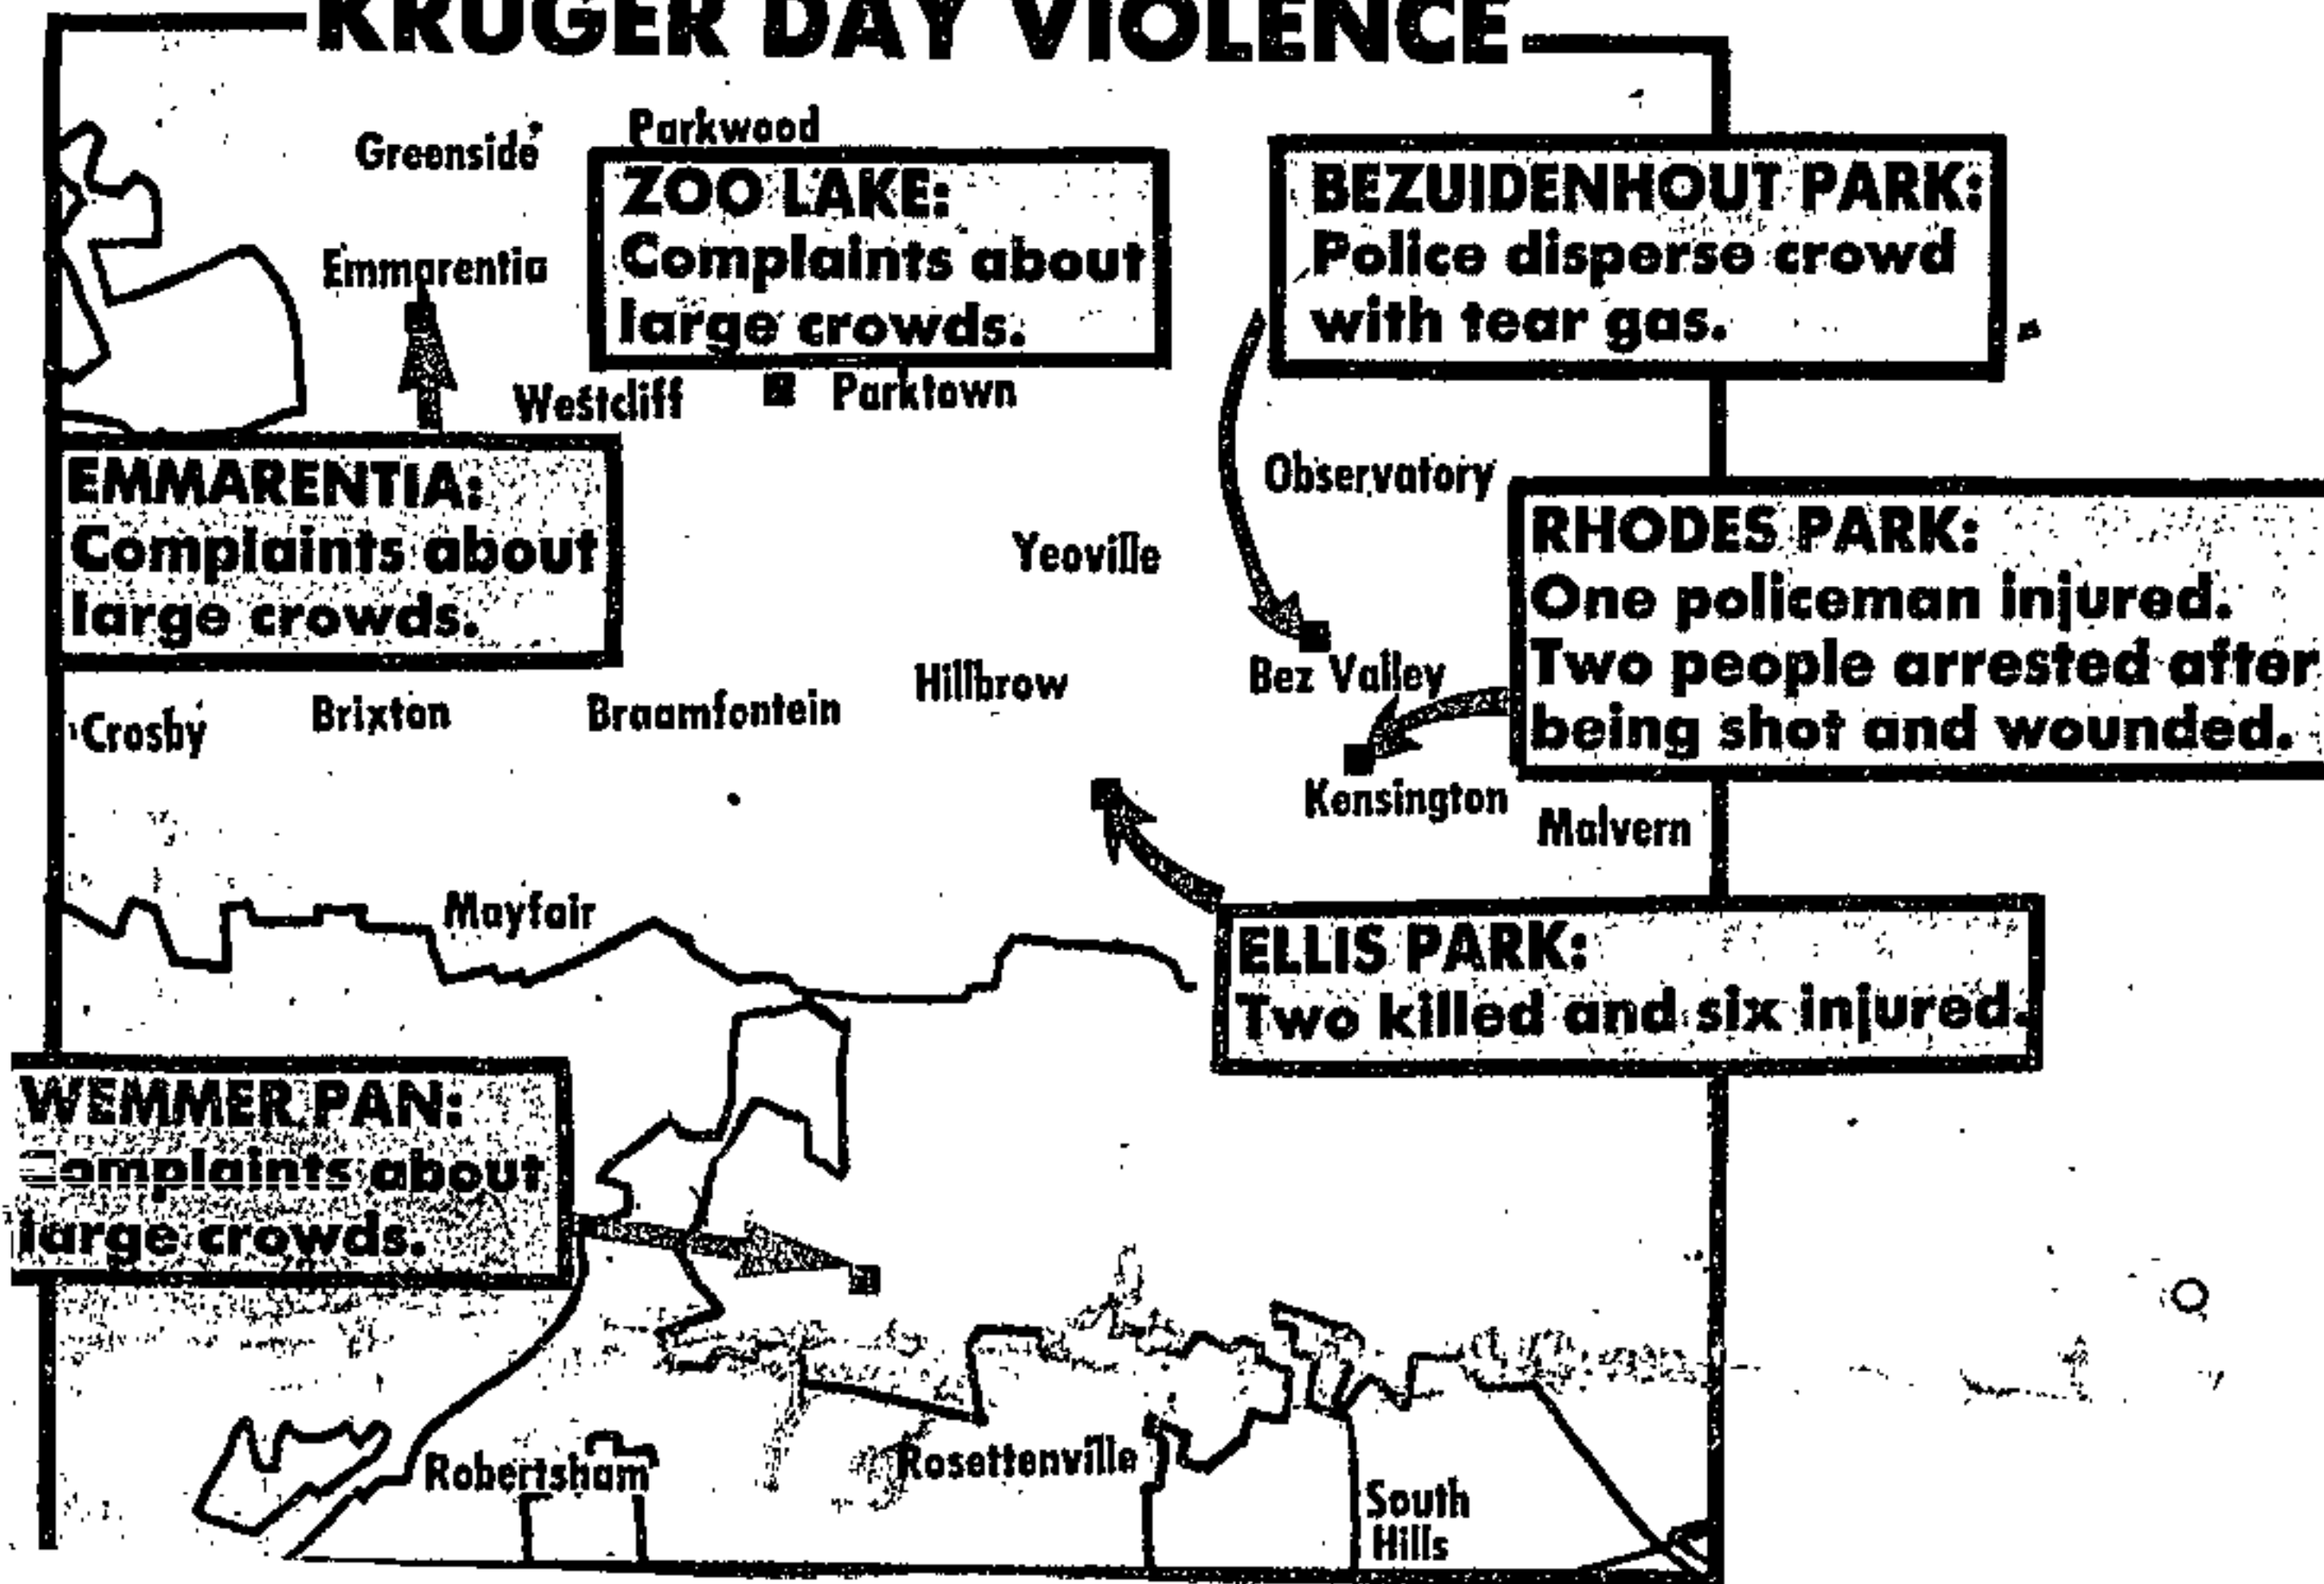 KRUGER DAY VIOLENCE
Greenside
Parkwood
ZOO LAKE:
Complaints about
large crowds.
BEZUIDENHOUT PARK:
Police disperse crowd
with tear gas.
Emmarentia
Westcliff
Parktown
EMMARENTIA:
Complaints about
large crowds.
Observatory
Yeoville
RHODES PARK:
One policeman injured.
Two people arrested after
being shot and wounded.
Bez Valley
Hillbrow
Crosby
Brixton
Braamfontein
Kensington
Malvern
Mayfair
ELLIS PARK:
Two killed and six injured.
WEMMER PAN:
Complaints about
large crowds.
Robertsham
Rosettenville
South
Hills